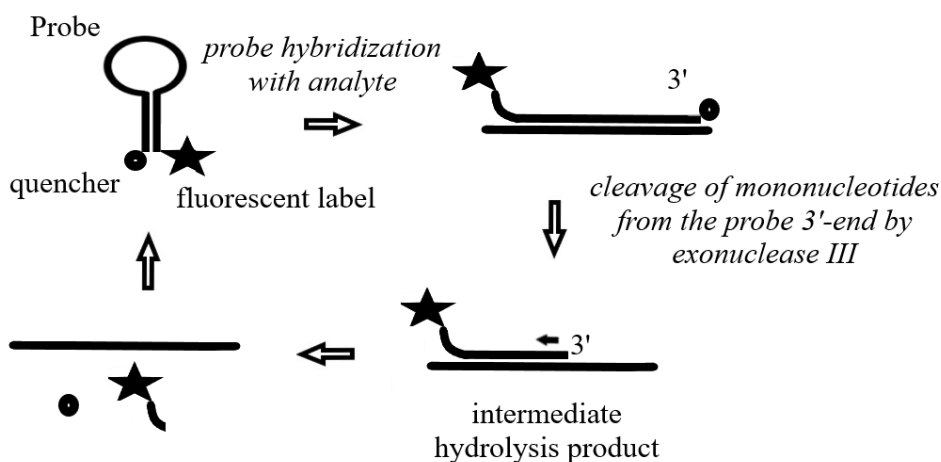 Probe
probe hybridization
with analyte
3'
quencher
fluorescent label
cleavage of mononucleotides
from the probe 3'-end by
exonuclease III
3'
intermediate
hydrolysis product